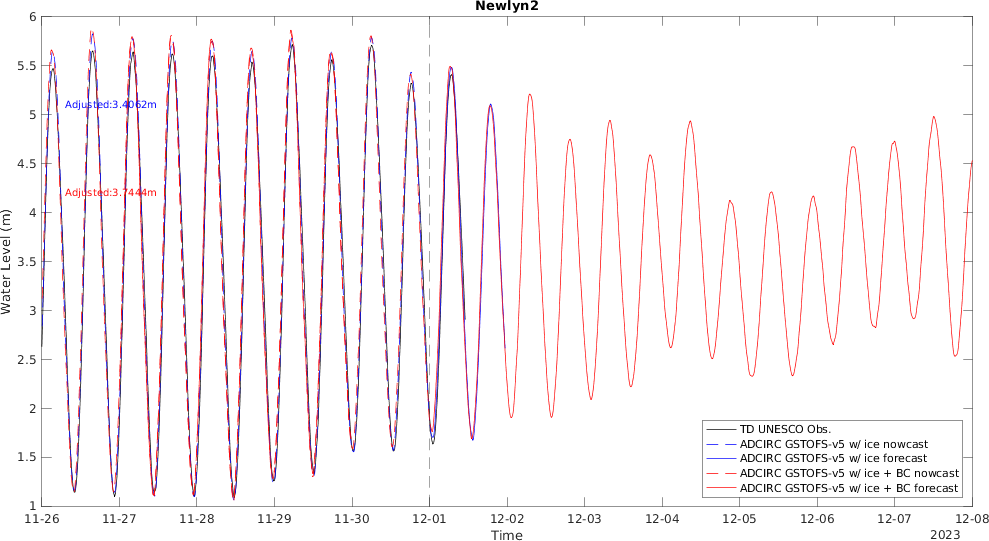 Newlyn2
6
5.5
5
4.5
4
3.5
3
2.5
2
1.5
1
Water Level (m)
Adjusted:3.4062m
Adjusted:3.7444m
TD UNESCO Obs.
ADCIRC GSTOFS-v5 w/ ice nowcast
ADCIRC GSTOFS-v5 w/ ice forecast
ADCIRC GSTOFS-v5 w/ ice + BC nowcast
ADCIRC GSTOFS-v5 w/ ice + BC forecast
11-26 11-27 11-28 11-29 11-30 12-01 12-02 12-03 12-04 12-05 12-06 12-07 12-08
Time
2023